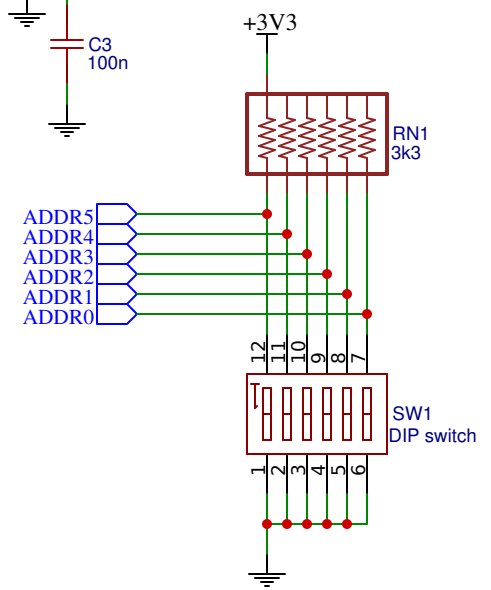 +3V3
C3
100n
RN1
3k3
ADDR5
ADDR4
ADDR3
ADDR2
ADDR1
ADDR0
12
11
10
9
8
7
SW1
DIP switch
1
2
3
4
5
6